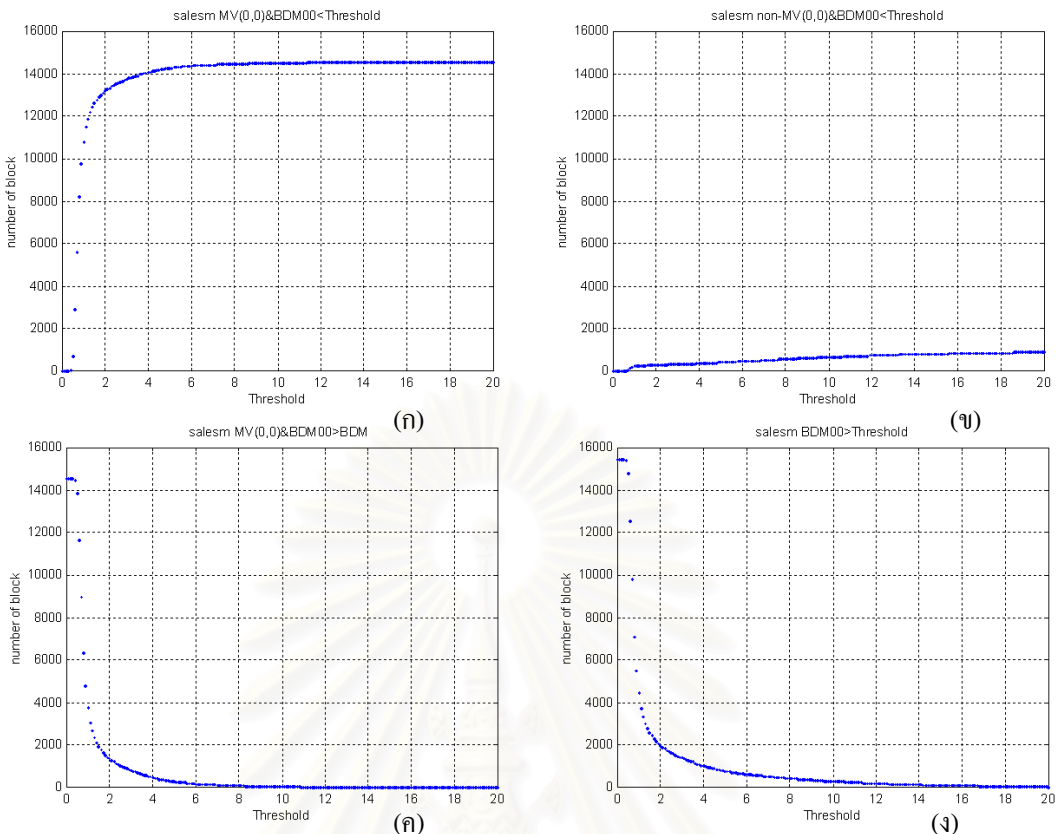 salesm MV(0,0)&BDM00<Threshold
16000
14000
12000
10000
8000
6000
4000
2000
0
number of block
0 2 4 6 8 10 12 14 16 18 20
Threshold
(ก)
salesm non-MV(0,0)&BDM00<Threshold
16000
14000
12000
10000
8000
6000
4000
2000
0
number of block
0 2 4 6 8 10 12 14 16 18 20
Threshold
(ข)
salesm MV(0,0)&BDM00>BDM
16000
14000
12000
10000
8000
6000
4000
2000
0
number of block
0 2 4 6 8 10 12 14 16 18 20
Threshold
(ค)
salesm BDM00>Threshold
16000
14000
12000
10000
8000
6000
4000
2000
0
number of block
0 2 4 6 8 10 12 14 16 18 20
Threshold
(ง)